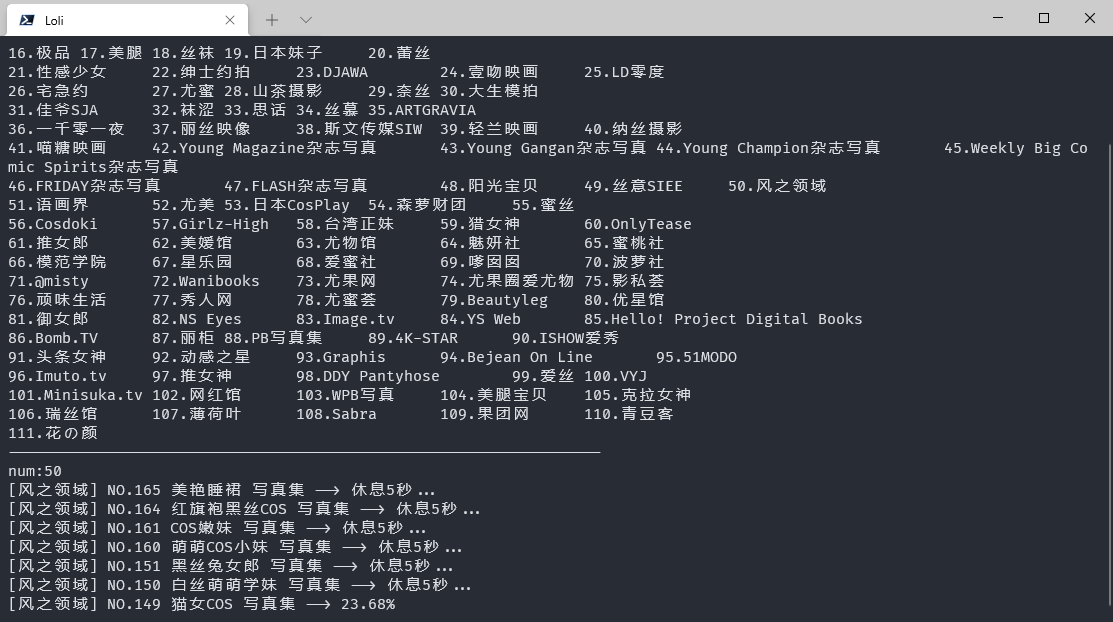 Loli
16.极品 17.美腿 18.丝袜 19.日本妹子 20.蕾丝
21.性感少女 22.绅士约拍 23.DJAWA 24.壹吻映画 25.LD零度
26.宅急约 27.尤蜜 28.山茶摄影 29.奈丝 30.大生模拍
31.佳爷SJA 32.袜涩 33.思话 34.丝慕 35.ARTGRAVIA
36.一千零一夜 37.丽丝映像 38.斯文传媒SIW 39.轻兰映画 40.纳丝摄影
41.喵糖映画 42.Young Magazine杂志写真 43.Young Gangan杂志写真 44.Young Champion杂志写真 45.Weekly Big Co
mic Spirits杂志写真
46.FRIDAY杂志写真 47.FLASH杂志写真 48.阳光宝贝 49.丝意SIEE 50.风之领域
51.语画界 52.尤美 53.日本CosPlay 54.森萝财团 55.蜜丝
56.Cosdoki 57.Girlz-High 58.台湾正妹 59.猎女神 60.OnlyTease
61.推女郎 62.美媛馆 63.尤物馆 64.魅妍社 65.蜜桃社
66.模范学院 67.星乐园 68.爱蜜社 69.嗲囡囡 70.波萝社
71.@misty 72.Wanibooks 73.尤果网 74.尤果圈爱尤物 75.影私荟
76.顽味生活 77.秀人网 78.尤蜜荟 79.Beautyleg 80.优星馆
81.御女郎 82.NS Eyes 83.Image.tv 84.YS Web 85.Hello! Project Digital Books
86.Bomb.TV 87.丽柜 88.PB写真集 89.4K-STAR 90.ISHOW爱秀
91.头条女神 92.动感之星 93.Graphis 94.Bejean On Line 95.51MODO
96.Imuto.tv 97.推女神 98.DDY Pantyhose 99.爱丝 100.VYJ
101.Minisuka.tv 102.网红馆 103.WPB写真 104.美腿宝贝 105.克拉女神
106.瑞丝馆 107.薄荷叶 108.Sabra 109.果团网 110.青豆客
111.花の颜
num:50
[风之领域] NO.165 美艳睡裙 写真集 --> 休息5秒...
[风之领域] NO.164 红旗袍黑丝COS 写真集 --> 休息5秒...
[风之领域] NO.161 COS嫩妹 写真集 --> 休息5秒...
[风之领域] NO.160 萌萌COS小妹 写真集 --> 休息5秒...
[风之领域] NO.151 黑丝兔女郎 写真集 --> 休息5秒...
[风之领域] NO.150 白丝萌萌学妹 写真集 --> 休息5秒...
[风之领域] NO.149 猫女COS 写真集 --> 23.68%